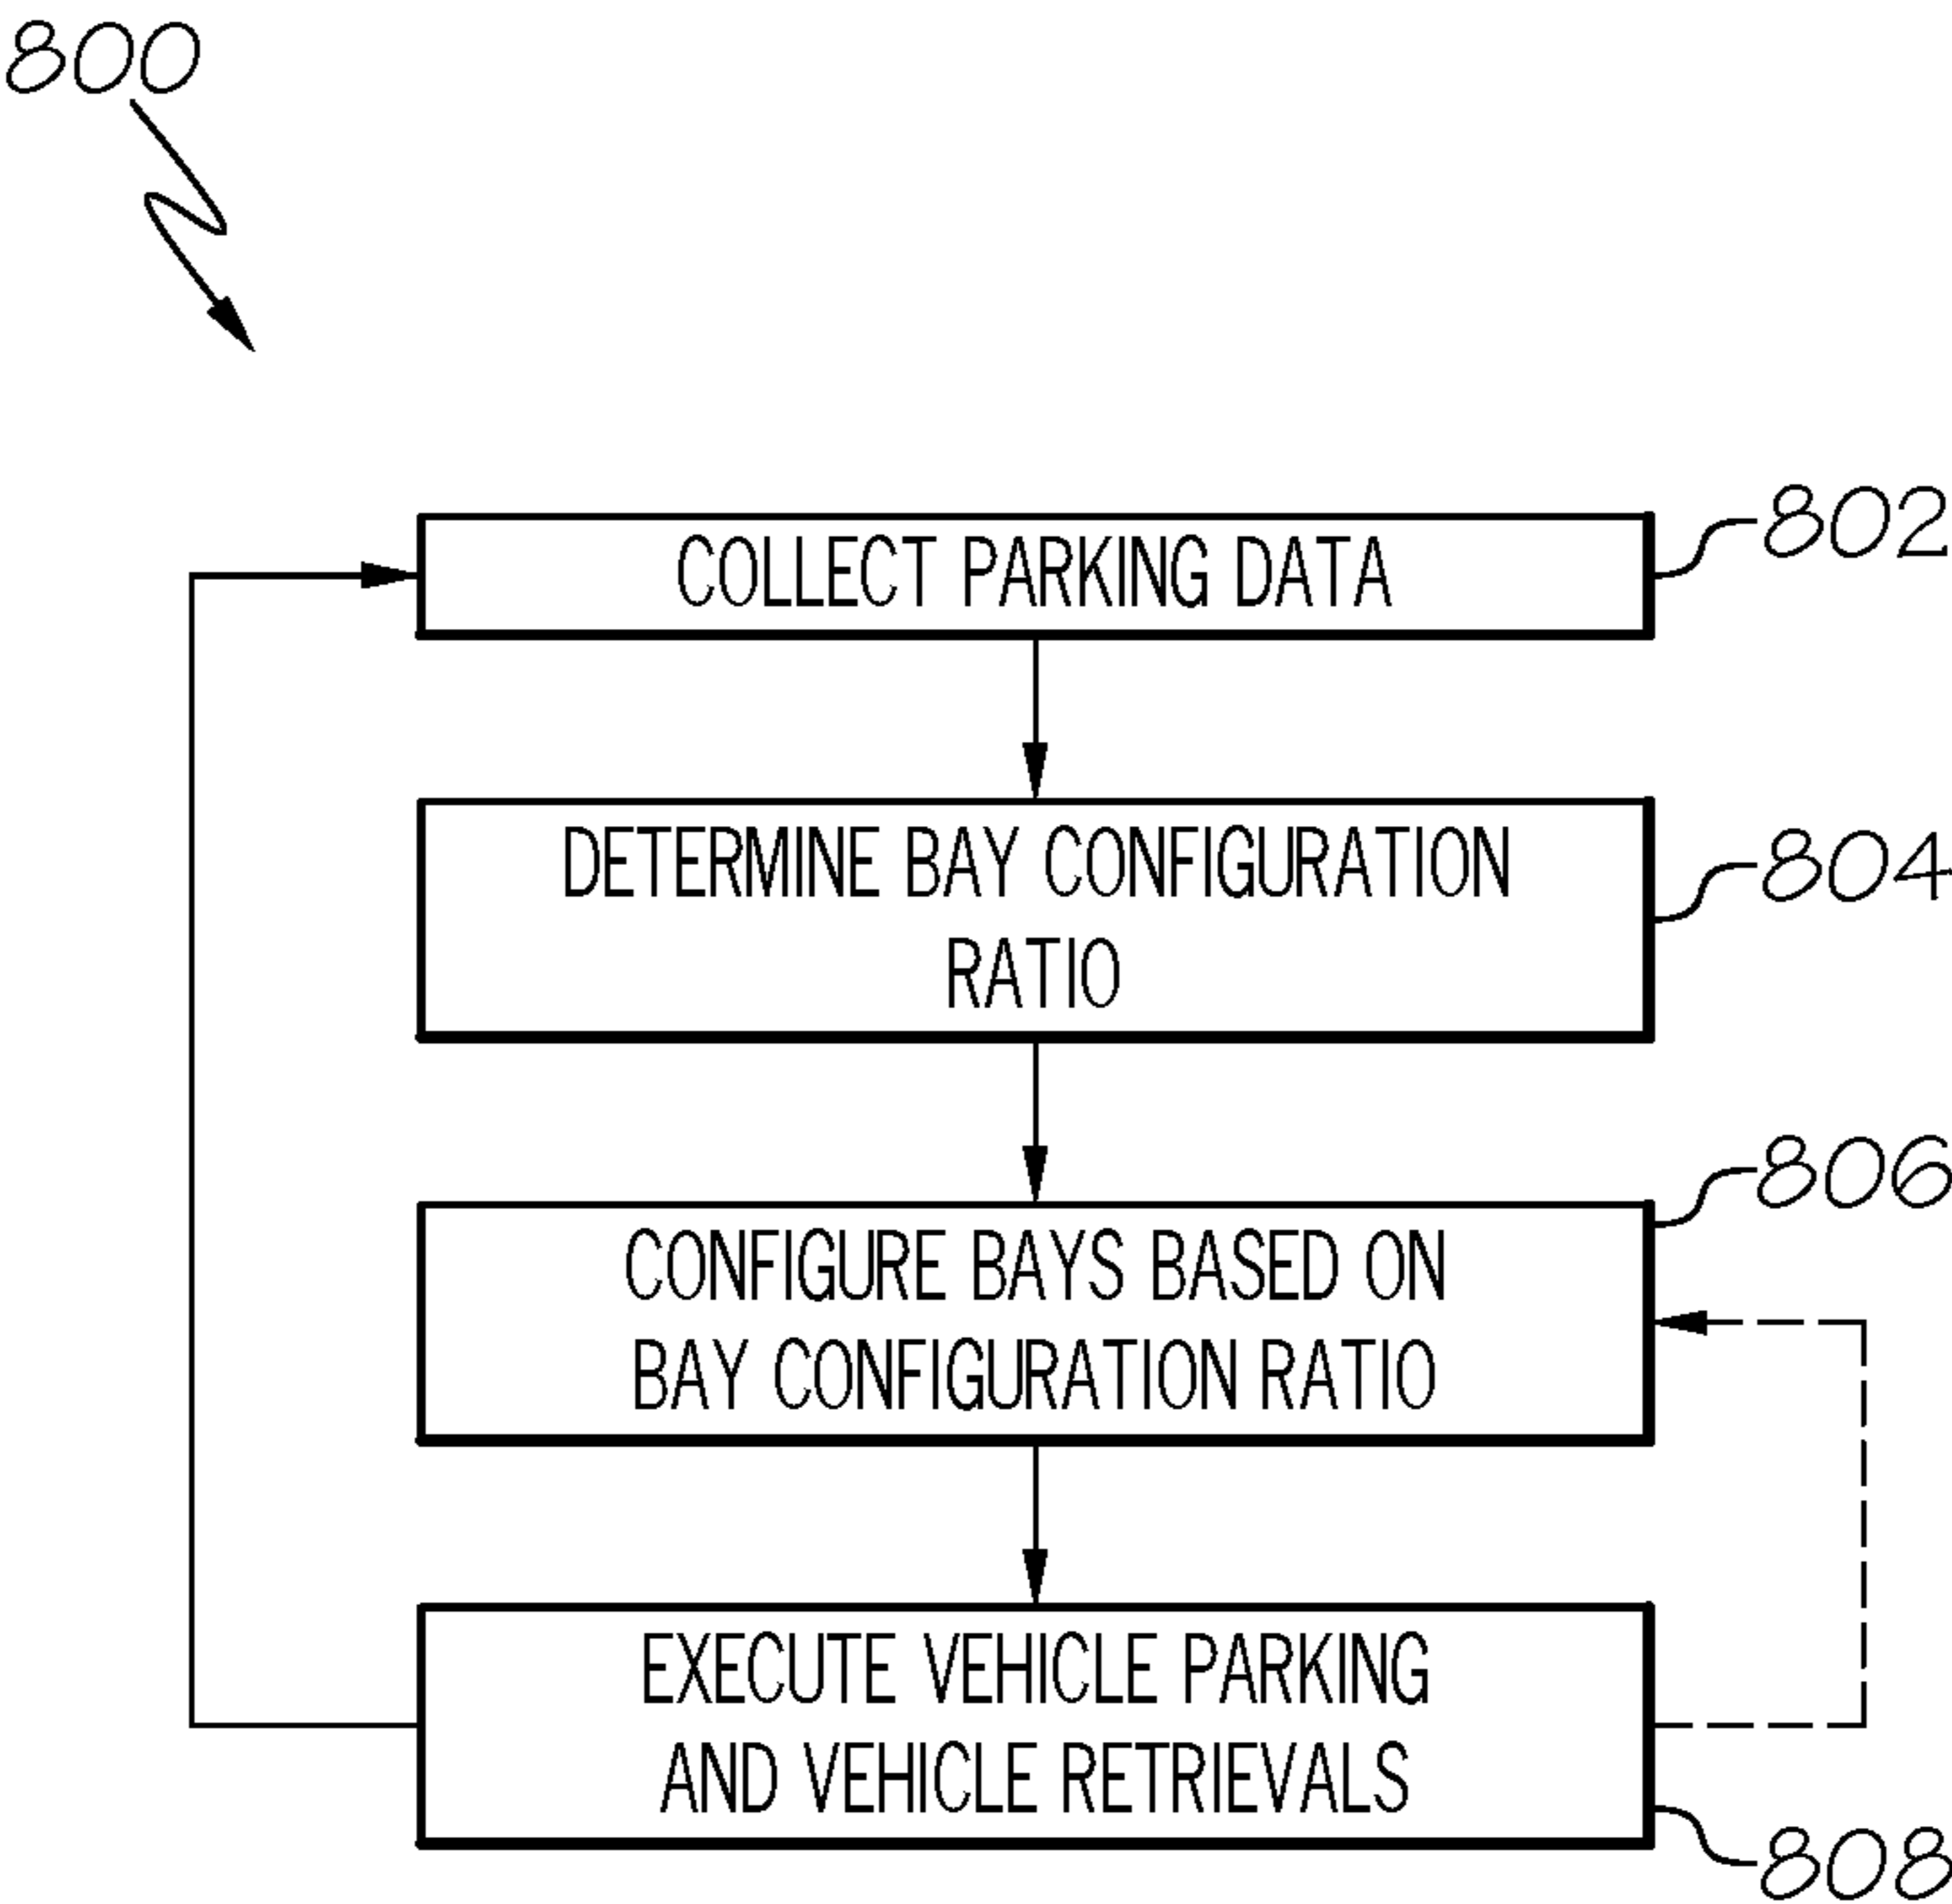 800
COLLECT PARKING DATA
802
DETERMINE BAY CONFIGURATION
RATIO
804
CONFIGURE BAYS BASED ON
BAY CONFIGURATION RATIO
806
EXECUTE VEHICLE PARKING
AND VEHICLE RETRIEVALS
808